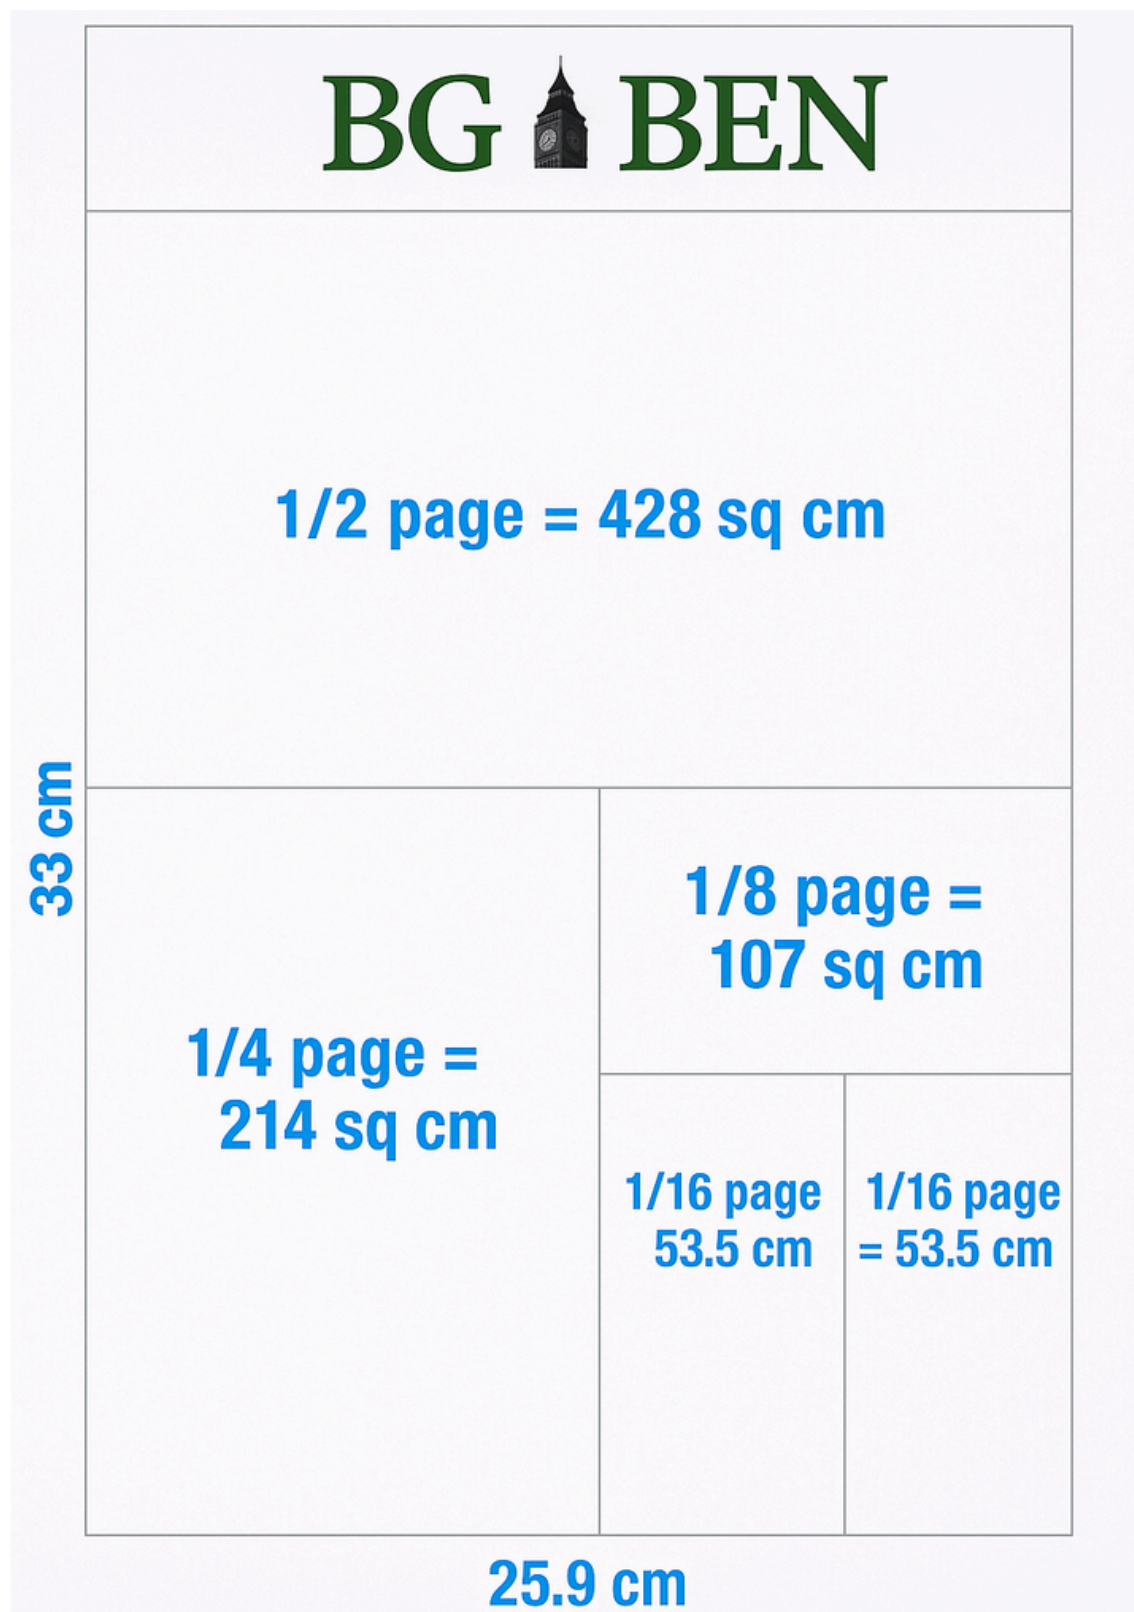 BG BEN
1/2 page = 428 sq cm
33 cm
1/4 page =
214 sq cm
1/8 page =
107 sq cm
1/16 page
53.5 cm
1/16 page
= 53.5 cm
25.9 cm